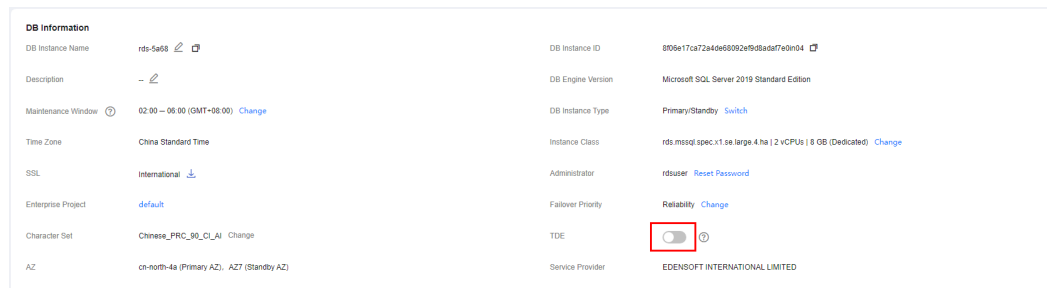 DB Information
DB Instance Name rds-5a68 DB Instance ID 8f06e17ca72a4de68092ef9d8adaf7e0in04
Description -- DB Engine Version Microsoft SQL Server 2019 Standard Edition
Maintenance Window ? 02:00 – 06:00 (GMT+08:00) Change DB Instance Type Primary/Standby Switch
Time Zone China Standard Time Instance Class rds.mssql.spec.x1.se.large.4.ha | 2 vCPUs | 8 GB (Dedicated) Change
SSL International Administrator rdsuser Reset Password
Enterprise Project default Failover Priority Reliability Change
Character Set Chinese_PRC_90_CI_AI Change TDE ?
AZ cn-north-4a (Primary AZ), AZ7 (Standby AZ) Service Provider EDENSOFT INTERNATIONAL LIMITED